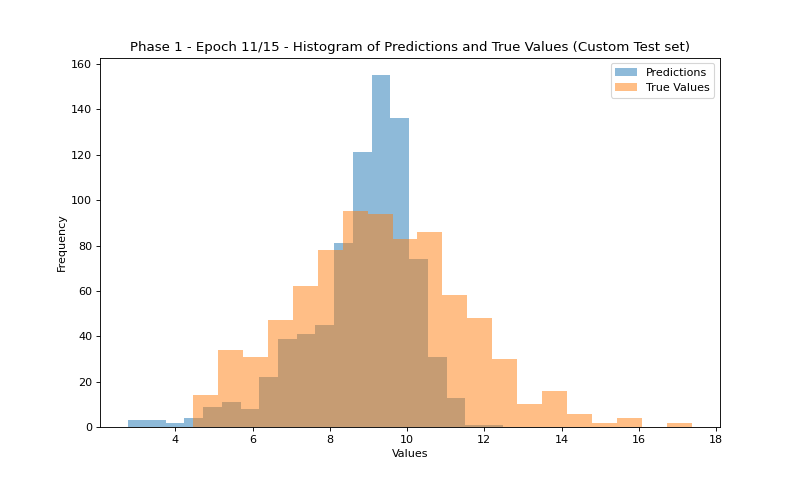 Phase 1 - Epoch 11/15 - Histogram of Predictions and True Values (Custom Test set)
Predictions
True Values
160
140
120
100
80
60
40
20
0
Frequency
4 6 8 10 12 14 16 18
Values